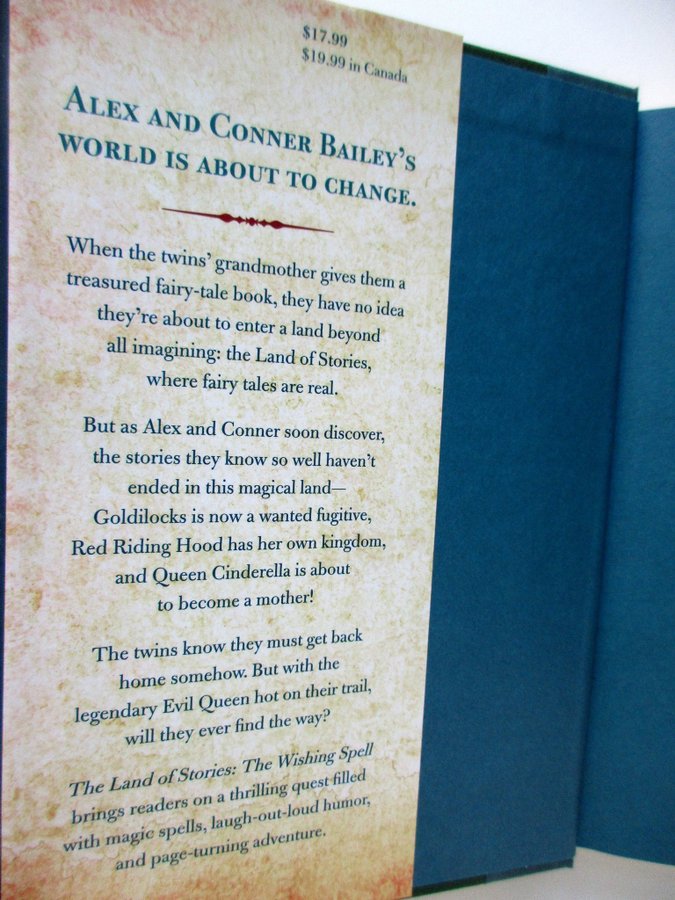 $17.99
$19.99 in Canada
ALEX AND CONNER BAILEY'S
WORLD IS ABOUT TO CHANGE.
When the twins' grandmother gives them a
treasured fairy-tale book, they have no idea
they're about to enter a land beyond
all imagining: the Land of Stories,
where fairy tales are real.
But as Alex and Conner soon discover,
the stories they know so well haven't
ended in this magical land—
Goldilocks is now a wanted fugitive,
Red Riding Hood has her own kingdom,
and Queen Cinderella is about
to become a mother!
The twins know they must get back
home somehow. But with the
legendary Evil Queen hot on their trail,
will they ever find the way?
The Land of Stories: The Wishing Spell
brings readers on a thrilling quest filled
with magic spells, laugh-out-loud humor,
and page-turning adventure.